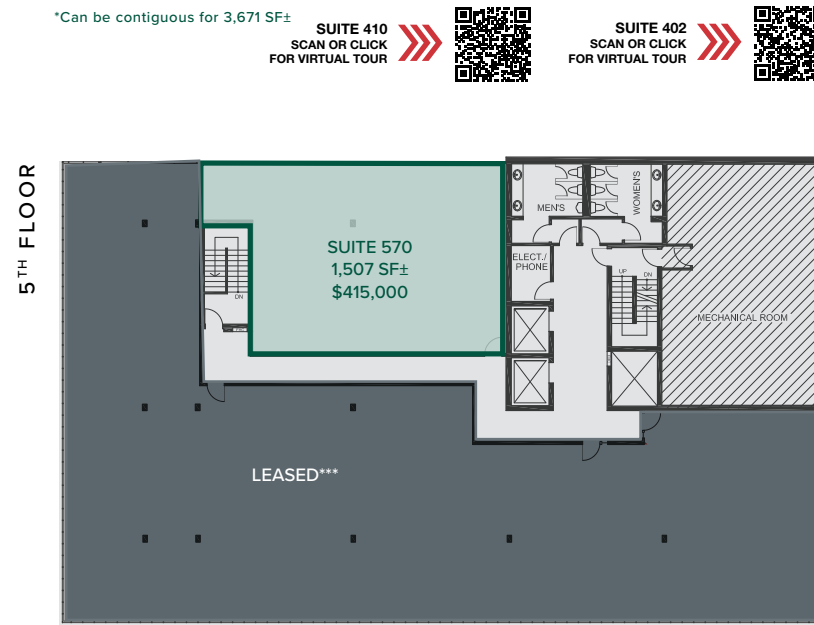 *Can be contiguous for 3,671 SF±
SUITE 410
SCAN OR CLICK
FOR VIRTUAL TOUR
SUITE 402
SCAN OR CLICK
FOR VIRTUAL TOUR
5TH FLOOR
SUITE 570
1,507 SF±
$415,000
MEN'S
WOMEN'S
ELECT./
PHONE
UP
DN
DN
MECHANICAL ROOM
LEASED***